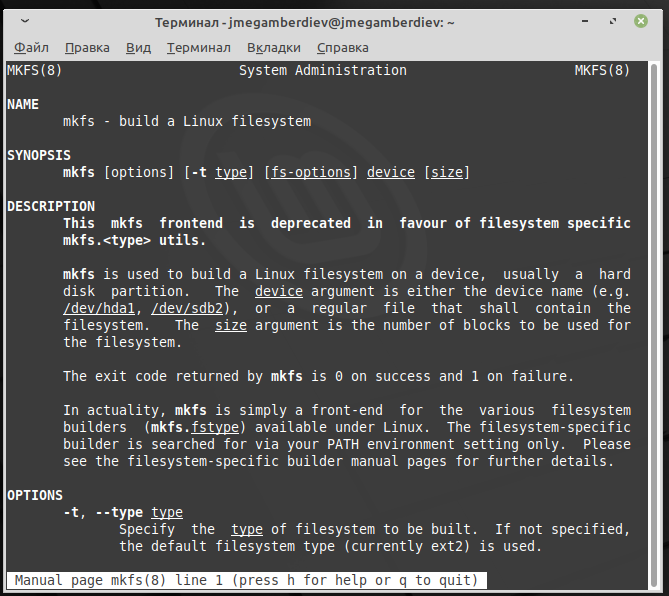 Терминал - jmegamberdiev@jmegamberdiev: ~
Файл Правка Вид Терминал Вкладки Справка
MKFS(8) System Administration MKFS(8)
NAME
mkfs - build a Linux filesystem
SYNOPSIS
mkfs [options] [-t type] [fs-options] device [size]
DESCRIPTION
This mkfs frontend is deprecated in favour of filesystem specific
mkfs.<type> utils.
mkfs is used to build a Linux filesystem on a device, usually a hard
disk partition. The device argument is either the device name (e.g.
/dev/hda1, /dev/sdb2), or a regular file that shall contain the
filesystem. The size argument is the number of blocks to be used for
the filesystem.
The exit code returned by mkfs is 0 on success and 1 on failure.
In actuality, mkfs is simply a front-end for the various filesystem
builders (mkfs.fstype) available under Linux. The filesystem-specific
builder is searched for via your PATH environment setting only. Please
see the filesystem-specific builder manual pages for further details.
OPTIONS
-t, --type type
Specify the type of filesystem to be built. If not specified,
the default filesystem type (currently ext2) is used.
Manual page mkfs(8) line 1 (press h for help or q to quit)